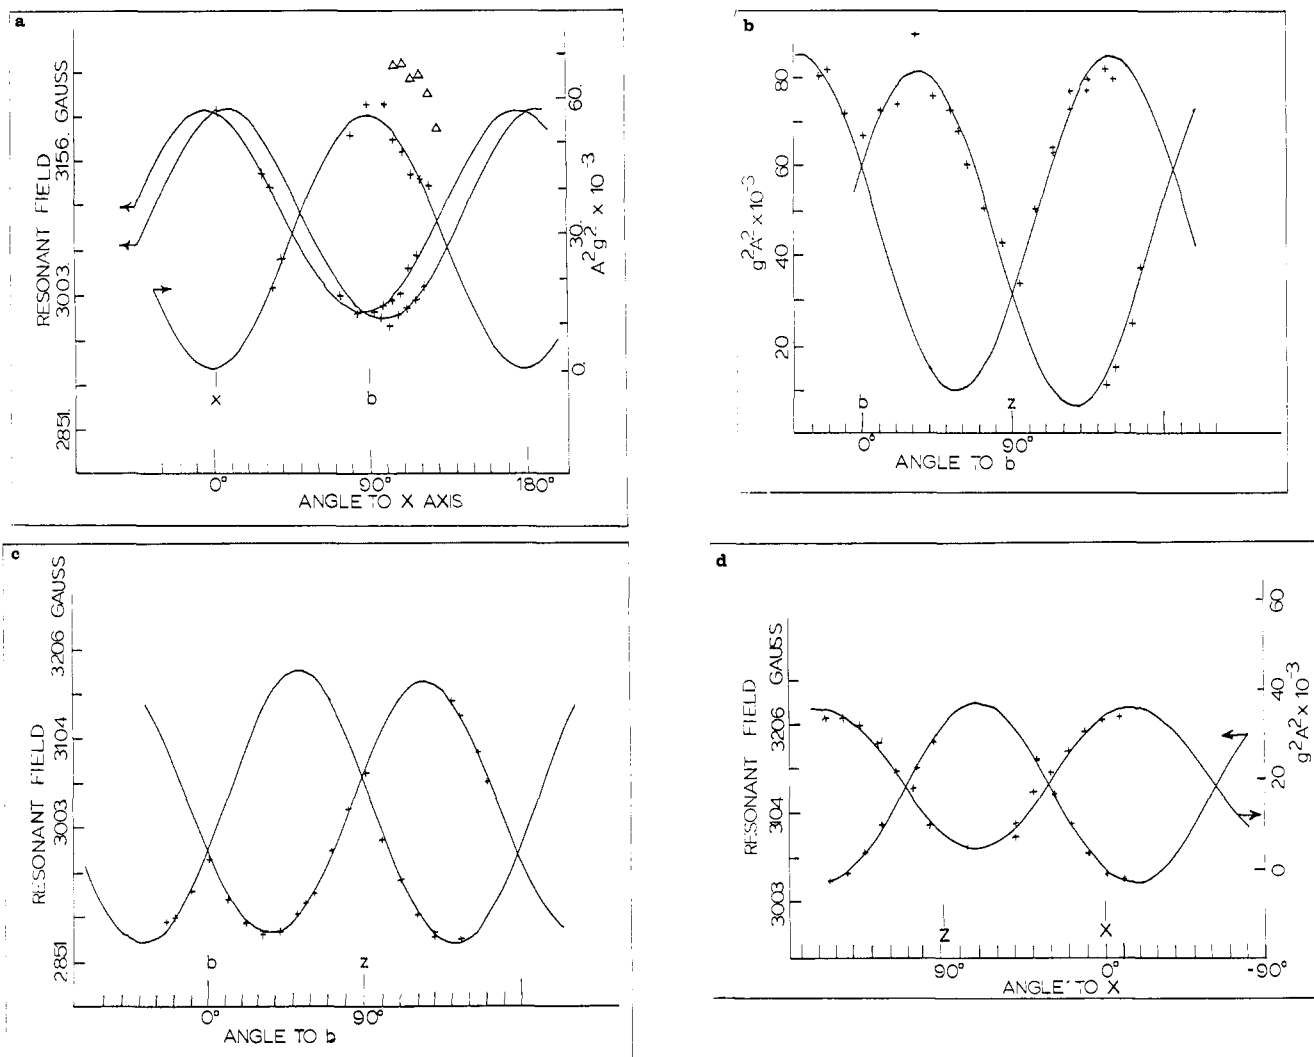 a
RESONANT FIELD GAUSS
3156.
3003
2851.
60.
30.
0.
A²g² × 10⁻³
x
b
0°
90°
180°
ANGLE TO X AXIS
b
g²A² × 10⁻³
80
60
40
20
b
z
0°
90°
ANGLE TO b
c
RESONANT FIELD GAUSS
3206
3104
3003
2851
b
z
0°
90°
ANGLE TO b
d
RESONANT FIELD GAUSS
3206
3104
3003
60
40
20
0
g²A² × 10⁻³
z
X
90°
0°
-90°
ANGLE TO X